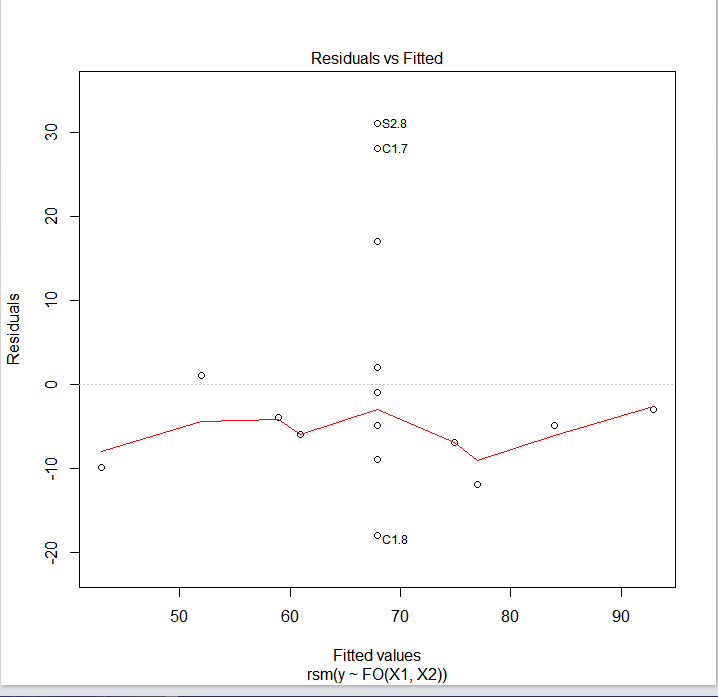 Residuals vs Fitted
Residuals
30
20
10
0
-10
-20
S2.8
C1.7
C1.8
50 60 70 80 90
Fitted values
rsm(y ~ FO(X1, X2))